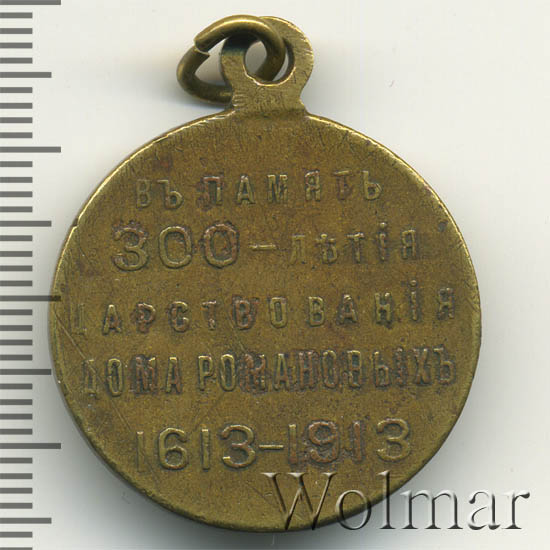 ВЪ ПАМЯТЬ
300-ЛѢТІЯ
ЦАРСТВОВАНІЯ
ДОМА РОМАНОВЫХЪ
1613-1913
Wolmar